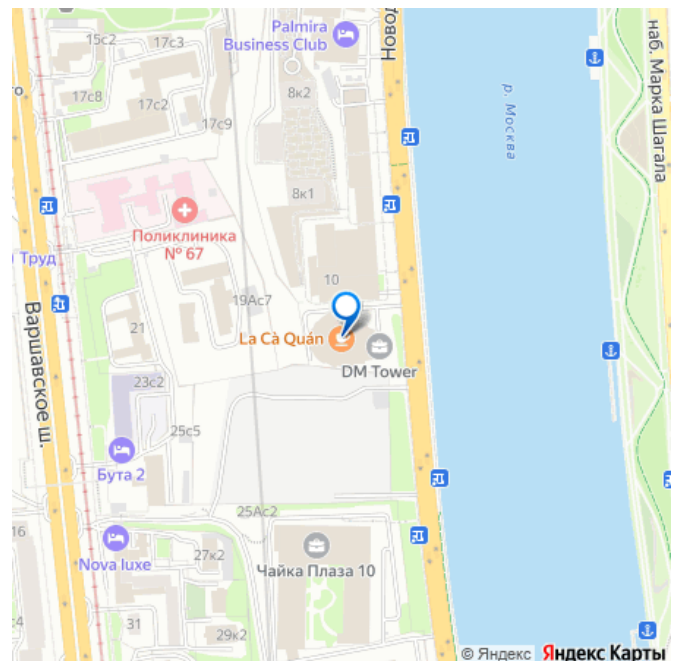 Palmira
Business Club
Новод
наб. Марка Шагала
15с2
17с3
8к2
17с8
17с2
17с9
р. Москва
8к1
Поликлиника
№ 67
Труд
10
19Ас7
21
La Cà Quán
DM Tower
Варшавское ш.
23с2
25с5
Бута 2
25Ас2
16
Nova luxe
27к2
Чайка Плаза 10
31
29к2
© Яндекс Яндекс Карты